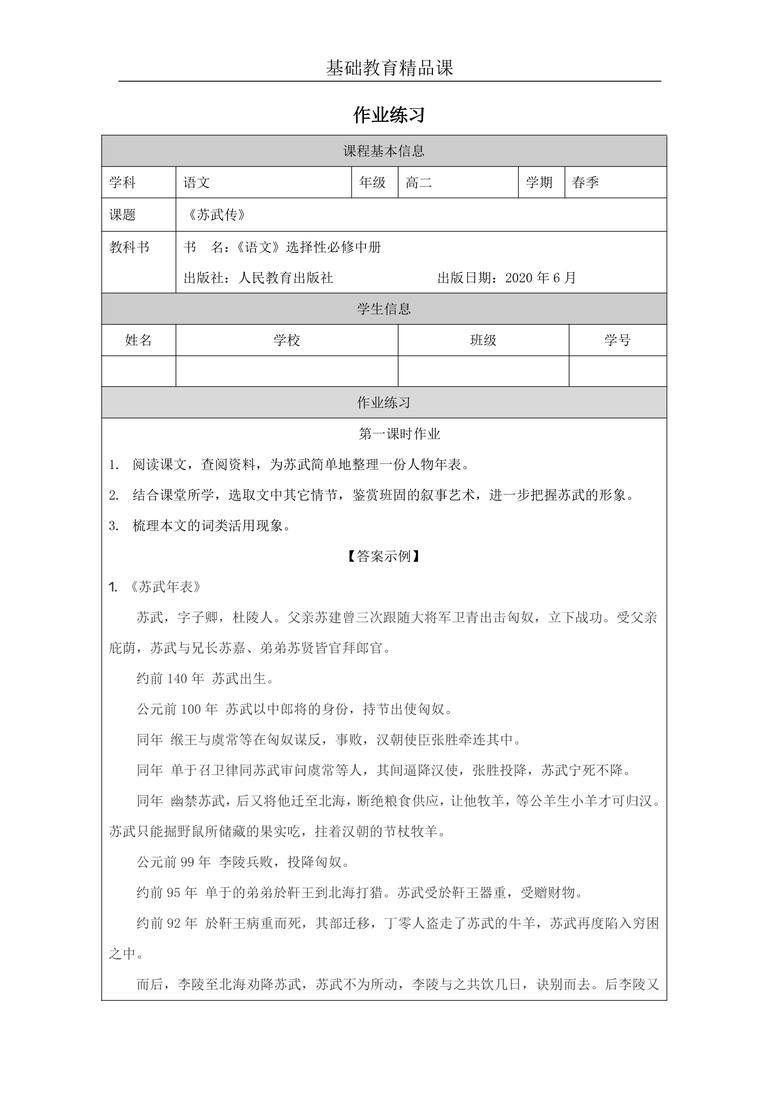 基础教育精品课
作业练习
课程基本信息
学科 语文 年级 高二 学期 春季
课题 《苏武传》
教科书 书 名:《语文》选择性必修中册
出版社: 人民教育出版社 出版日期: 2020 年 6 月
学生信息
姓名 学校 班级 学号
作业练习
第一课时作业
1. 阅读课文，查阅资料，为苏武简单地整理一份人物年表。
2. 结合课堂所学，选取文中其它情节，鉴赏班固的叙事艺术，进一步把握苏武的形象。
3. 梳理本文的词类活用现象。
【答案示例】
1. 《苏武年表》
苏武，字子卿，杜陵人。父亲苏建曾三次跟随大将军卫青出击匈奴，立下战功。受父亲
庇荫，苏武与兄长苏嘉、弟弟苏贤皆官拜郎官。
约前 140 年 苏武出生。
公元前 100 年 苏武以中郎将的身份，持节出使匈奴。
同年 缑王与虞常等在匈奴谋反，事败，汉朝使臣张胜牵连其中。
同年 单于召卫律同苏武审问虞常等人，其间逼降汉使，张胜投降，苏武宁死不降。
同年 幽禁苏武，后又将他迁至北海，断绝粮食供应，让他牧羊，等公羊生小羊才可归汉。
苏武只能掘野鼠所储藏的果实吃，拄着汉朝的节杖牧羊。
公元前 99 年 李陵兵败，投降匈奴。
约前 95 年 单于的弟弟於靬王到北海打猎。苏武受於靬王器重，受赠财物。
约前 92 年 於靬王病重而死，其部迁移，丁零人盗走了苏武的牛羊，苏武再度陷入穷困
之中。
而后，李陵至北海劝降苏武，苏武不为所动，李陵与之共饮几日，诀别而去。后李陵又